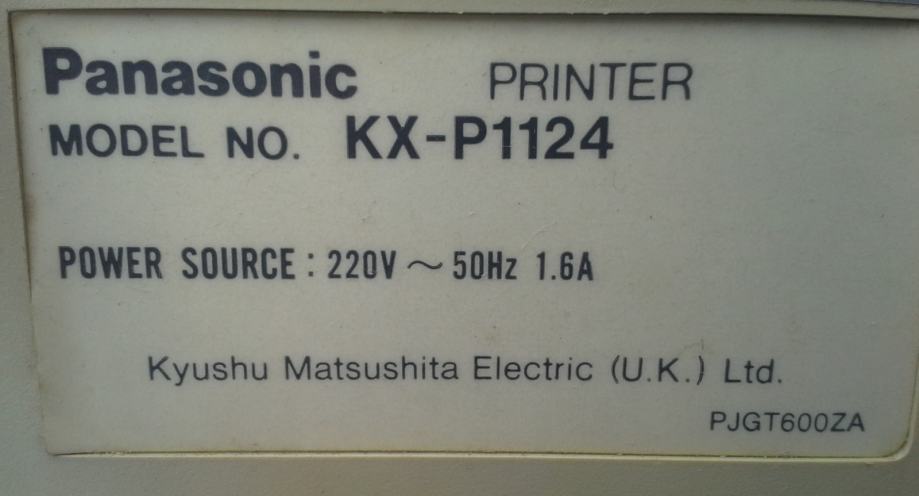 Panasonic PRINTER
MODEL NO. KX-P1124
POWER SOURCE : 220V ~ 50Hz 1.6A
Kyushu Matsushita Electric (U.K.) Ltd.
PJGT600ZA